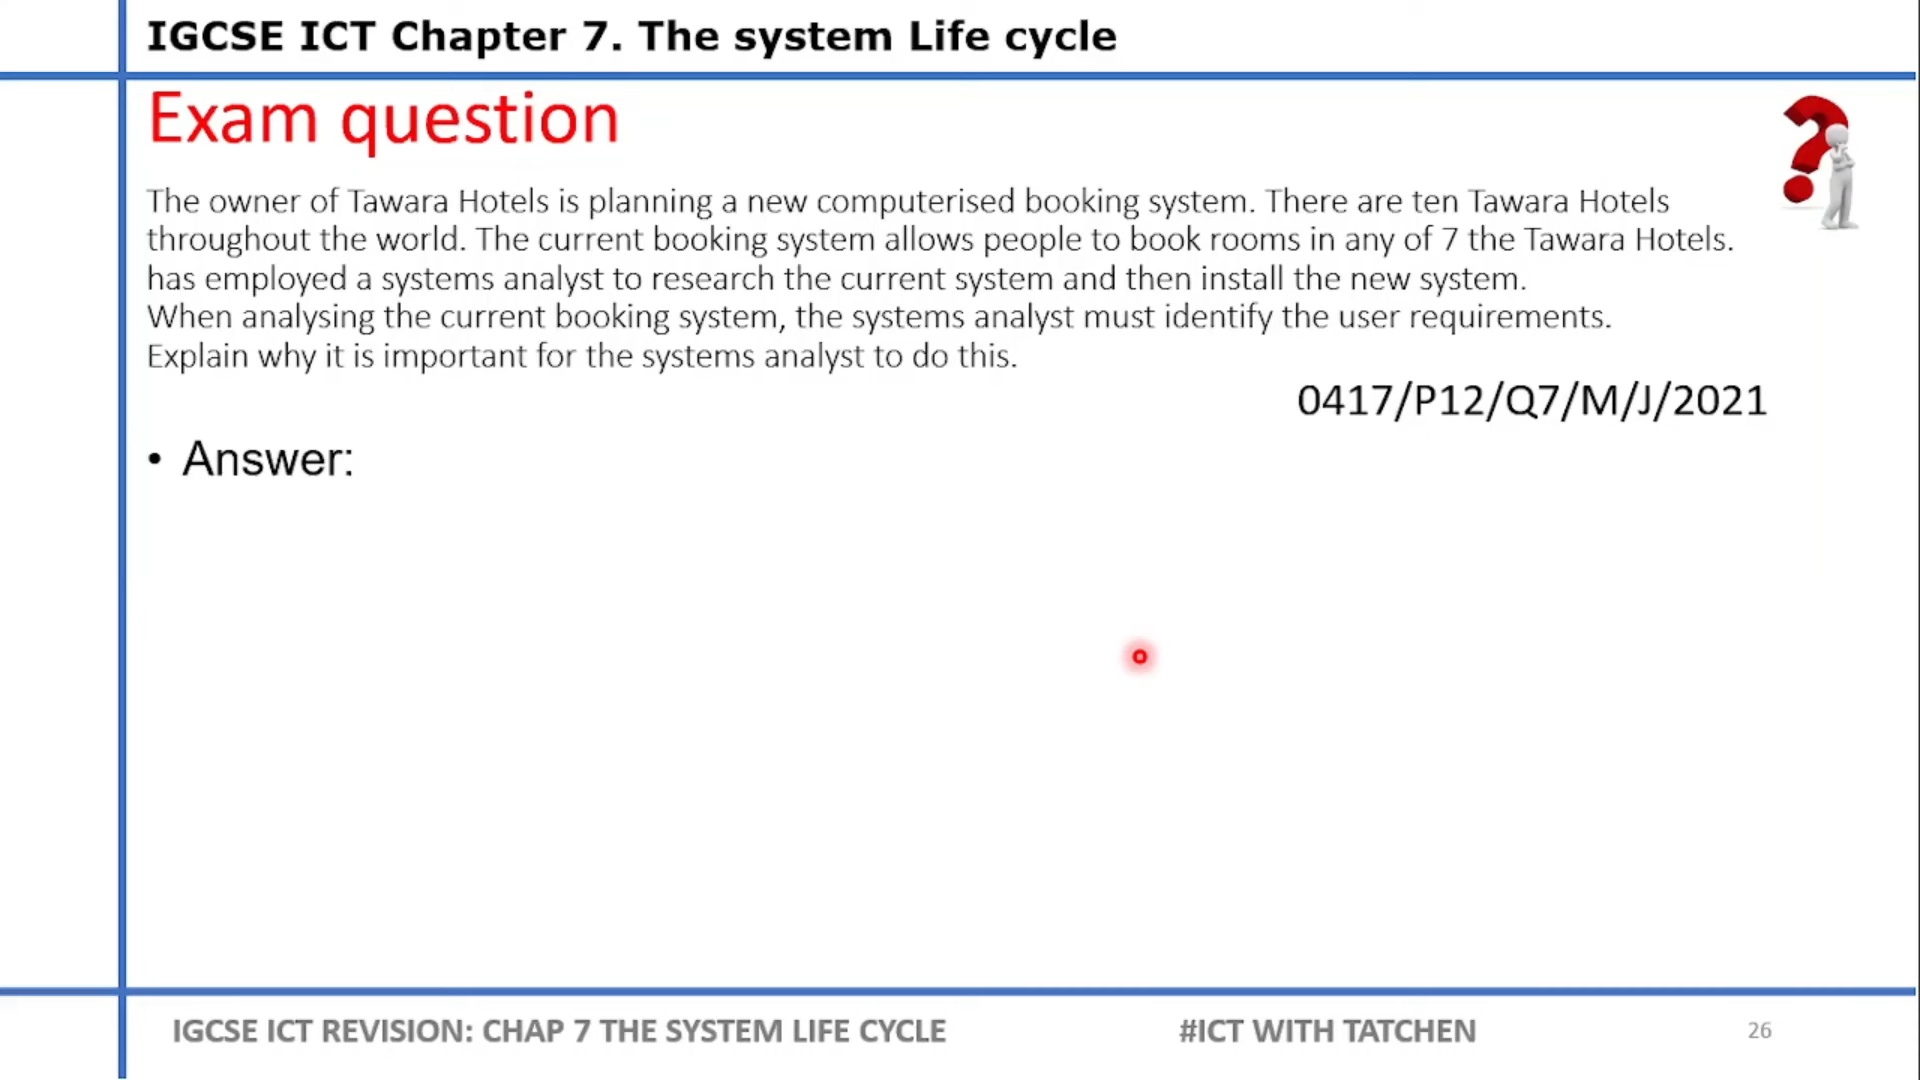 IGCSE ICT Chapter 7. The system Life cycle
Exam question
The owner of Tawara Hotels is planning a new computerised booking system. There are ten Tawara Hotels
throughout the world. The current booking system allows people to book rooms in any of 7 the Tawara Hotels.
has employed a systems analyst to research the current system and then install the new system.
When analysing the current booking system, the systems analyst must identify the user requirements.
Explain why it is important for the systems analyst to do this.
0417/P12/Q7/M/J/2021
• Answer:
IGCSE ICT REVISION: CHAP 7 THE SYSTEM LIFE CYCLE
#ICT WITH TATCHEN
26